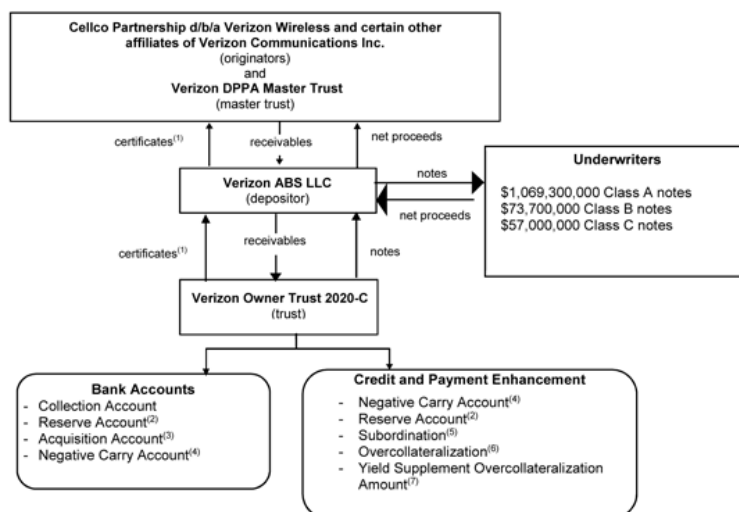 Cellco Partnership d/b/a Verizon Wireless and certain other
affiliates of Verizon Communications Inc.
(originators)
and
Verizon DPPA Master Trust
(master trust)
certificates(1)
receivables
net proceeds
Verizon ABS LLC
(depositor)
notes
net proceeds
Underwriters
$1,069,300,000 Class A notes
$73,700,000 Class B notes
$57,000,000 Class C notes
certificates(1)
receivables
notes
Verizon Owner Trust 2020-C
(trust)
Bank Accounts
- Collection Account
- Reserve Account(2)
- Acquisition Account(3)
- Negative Carry Account(4)
Credit and Payment Enhancement
- Negative Carry Account(4)
- Reserve Account(2)
- Subordination(5)
- Overcollateralization(6)
- Yield Supplement Overcollateralization
Amount(7)